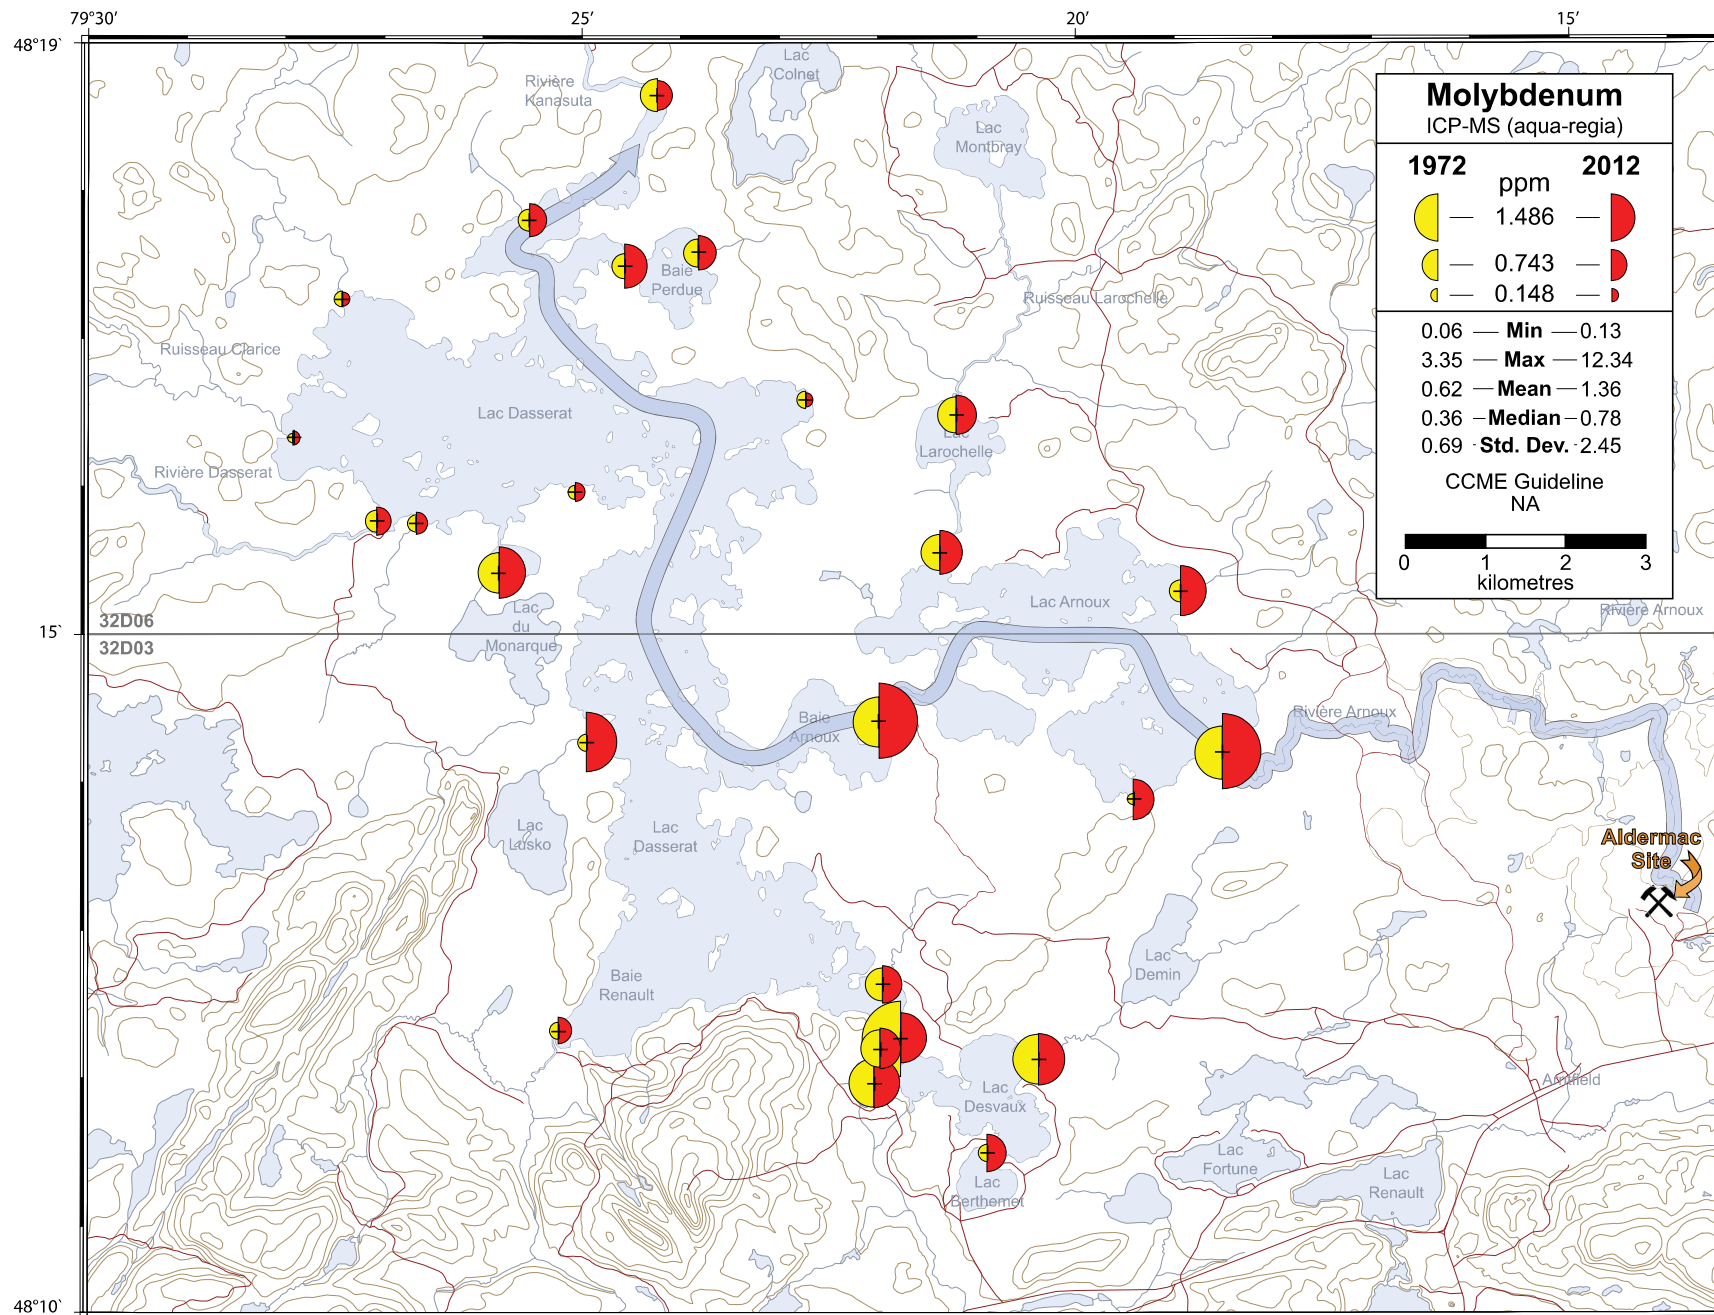 79°30′ 25′ 20′ 15′
48°19`
Rivière
Kanasuta
Lac
Colnet
Lac
Montbray
Molybdenum
ICP-MS (aqua-regia)
1972 2012
ppm
1.486
0.743
0.148
0.06 Min 0.13
3.35 Max 12.34
0.62 Mean 1.36
0.36 Median 0.78
0.69 Std. Dev. 2.45
CCME Guideline
NA
0 1 2 3
kilometres
Baie
Perdue
Ruisseau Larochelle
Ruisseau Clarice
Lac Dasserat
Lac
Larochelle
Rivière Dasserat
Lac Arnoux
Rivière Arnoux
Lac
du
Monarque
15`
32D06
32D03
Baie
Arnoux
Rivière Arnoux
Lac
Lusko
Lac
Dasserat
Aldermac
Site
Lac
Demin
Baie
Renault
Lac
Desvaux
Arntfield
Lac
Fortune
Lac
Renault
Lac
Berthemet
48°10`